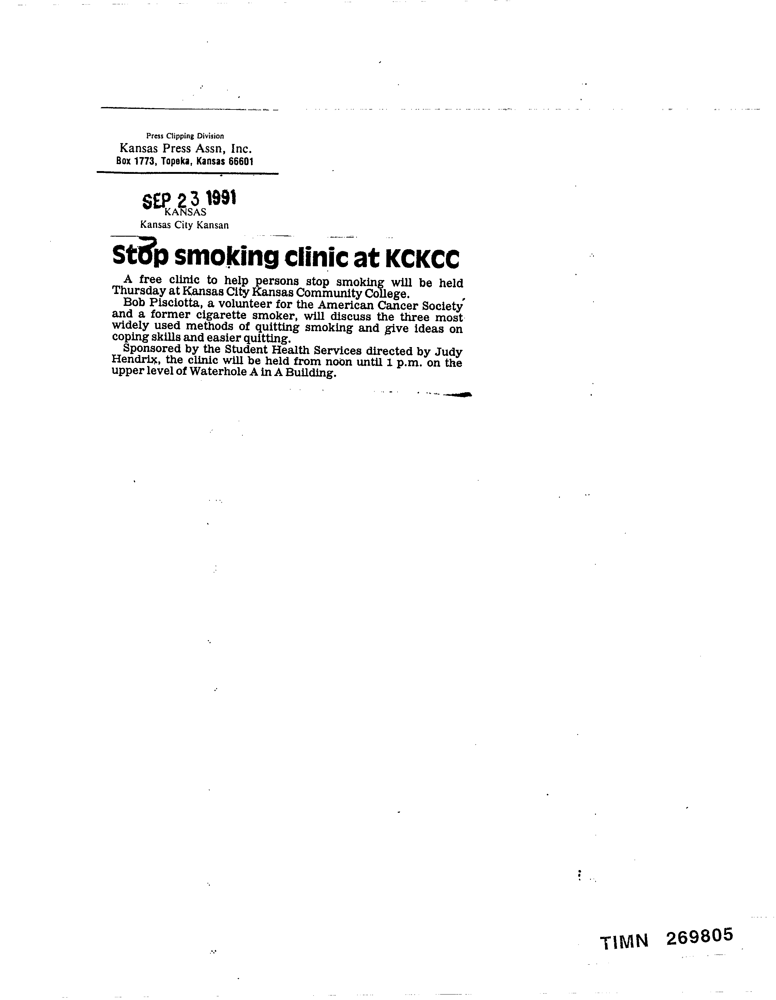 Press Clipping Division
Kansas Press Assn, Inc.
Box 1773, Topeka, Kansas 66601
SEP 23 1991
KANSAS
Kansas City Kansan
Stop smoking clinic at KCKCC
A free clinic to help persons stop smoking will be held
Thursday at Kansas City Kansas Community College.
Bob Pisciotta, a volunteer for the American Cancer Society
and a former cigarette smoker, will discuss the three most
widely used methods of quitting smoking and give ideas on
coping skills and easier quitting.
Sponsored by the Student Health Services directed by Judy
Hendrix, the clinic will be held from noon until 1 p.m. on the
upper level of Waterhole A in A Building.
TIMN 269805